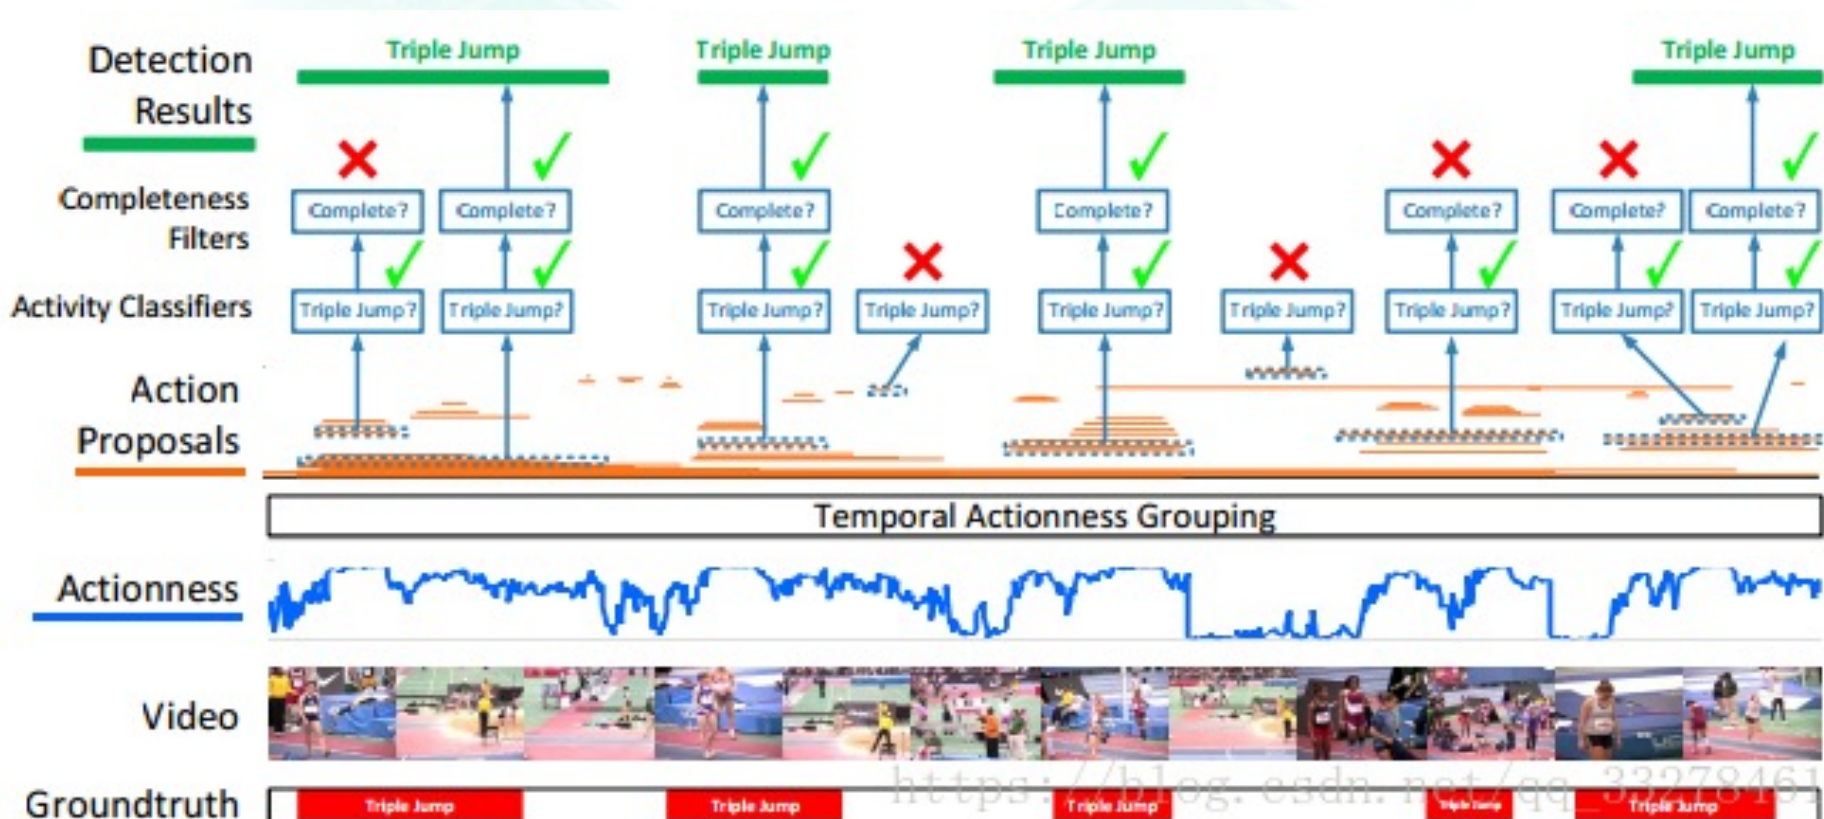 Triple Jump Triple Jump Triple Jump Triple Jump
Detection
Results
Completeness
Filters
Complete? Complete? Complete? Complete? Complete? Complete? Complete?
Activity Classifiers
Triple Jump? Triple Jump? Triple Jump? Triple Jump? Triple Jump? Triple Jump? Triple Jump? Triple Jump? Triple Jump?
Action
Proposals
Temporal Actionness Grouping
Actionness
Video
https://blog.csdn.net/qq_33278461
Groundtruth
Triple Jump Triple Jump Triple Jump Triple Jump Triple Jump